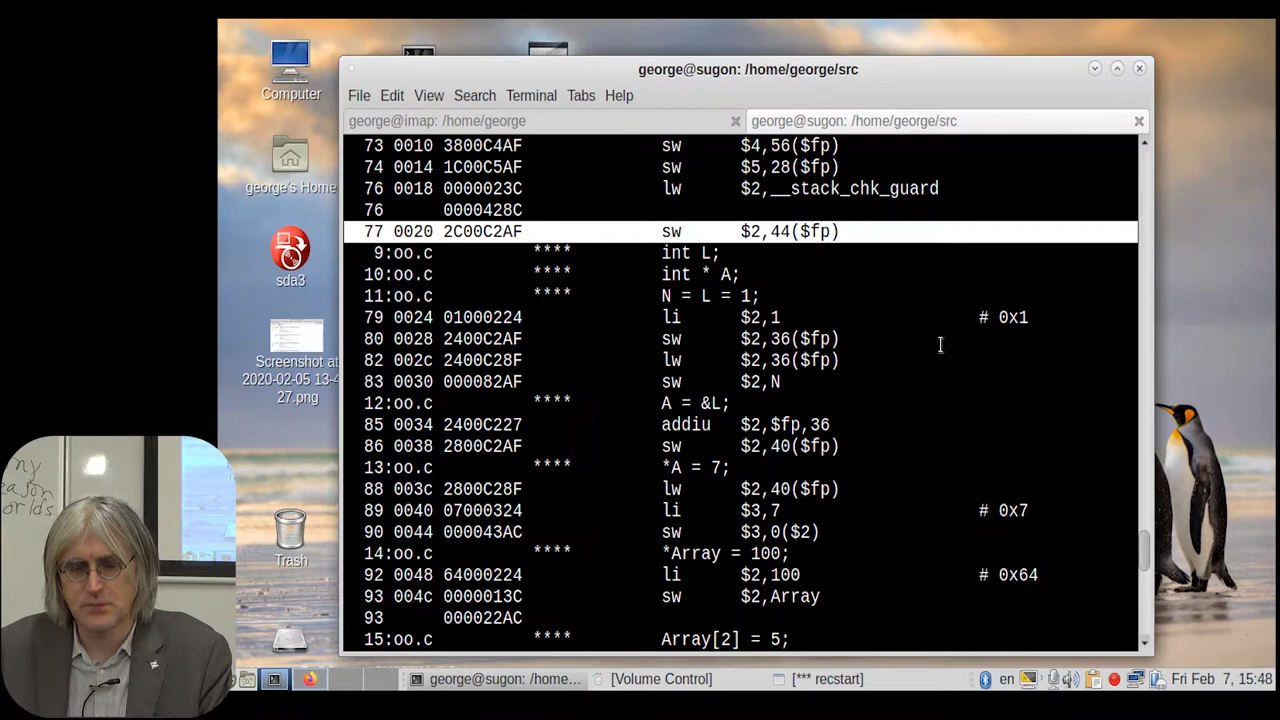 Computer
george's Home
sda3
Screenshot at
2020-02-05 13-4
27.png
Trash
my
orlds
george@sugon: /home/george/src
File Edit View Search Terminal Tabs Help
george@imap: /home/george
george@sugon: /home/george/src
73 0010 3800C4AF sw $4,56($fp)
74 0014 1C00C5AF sw $5,28($fp)
76 0018 0000023C lw $2,__stack_chk_guard
76 0000428C
77 0020 2C00C2AF sw $2,44($fp)
9:oo.c **** int L;
10:oo.c **** int * A;
11:oo.c **** N = L = 1;
79 0024 01000224 li $2,1 # 0x1
80 0028 2400C2AF sw $2,36($fp)
82 002c 2400C28F lw $2,36($fp)
83 0030 000082AF sw $2,N
12:oo.c **** A = &L;
85 0034 2400C227 addiu $2,$fp,36
86 0038 2800C2AF sw $2,40($fp)
13:oo.c **** *A = 7;
88 003c 2800C28F lw $2,40($fp)
89 0040 07000324 li $3,7 # 0x7
90 0044 000043AC sw $3,0($2)
14:oo.c **** *Array = 100;
92 0048 64000224 li $2,100 # 0x64
93 004c 0000013C sw $2,Array
93 000022AC
15:oo.c **** Array[2] = 5;
george@sugon: /home...
[Volume Control]
[*** recstart]
en
Fri Feb 7, 15:48